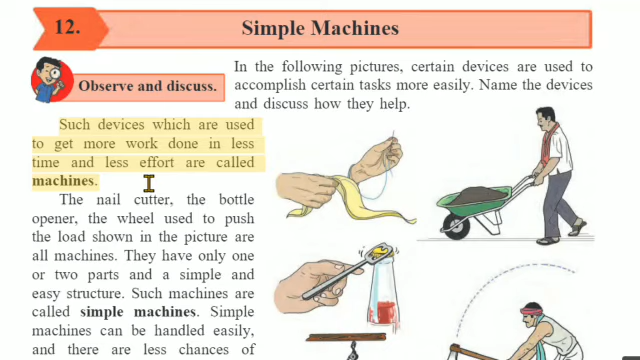 12.
Simple Machines
Observe and discuss.
In the following pictures, certain devices are used to
accomplish certain tasks more easily. Name the devices
and discuss how they help.
Such devices which are used
to get more work done in less
time and less effort are called
machines.
The nail cutter, the bottle
opener, the wheel used to push
the load shown in the picture are
all machines. They have only one
or two parts and a simple and
easy structure. Such machines are
called simple machines. Simple
machines can be handled easily,
and there are less chances of